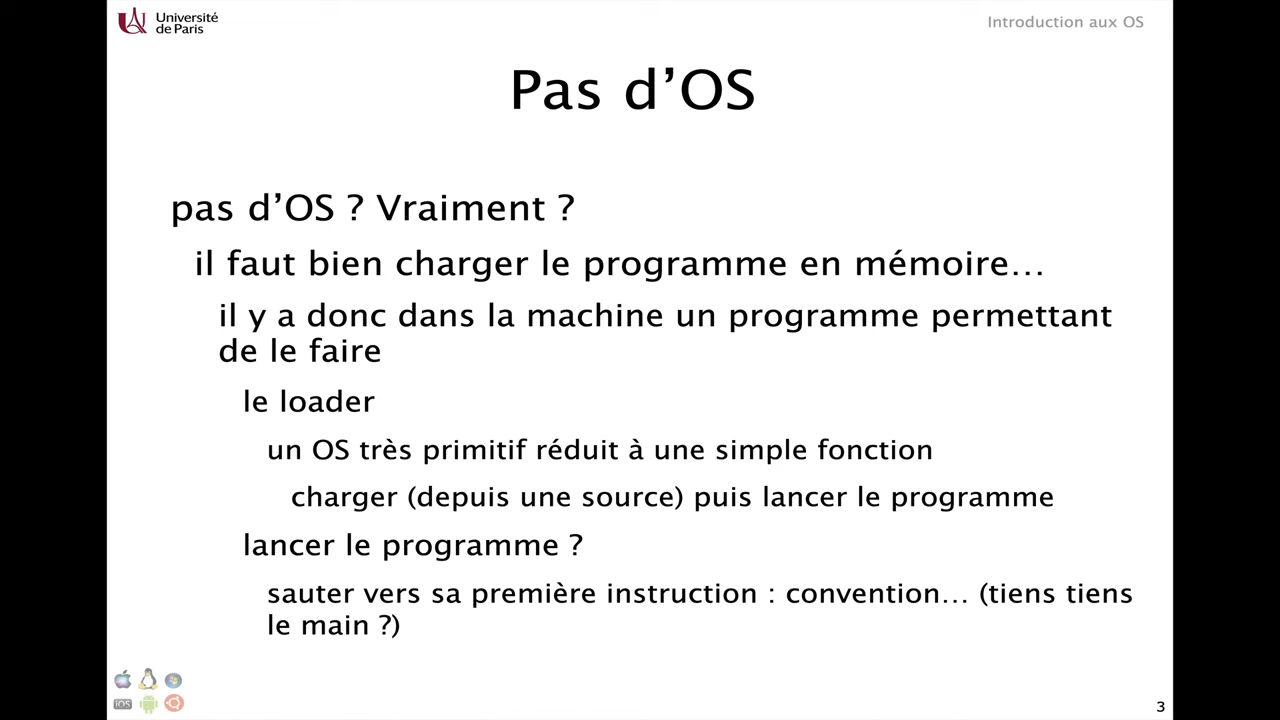 Université
de Paris
Introduction aux OS
Pas d’OS
pas d’OS ? Vraiment ?
il faut bien charger le programme en mémoire…
il y a donc dans la machine un programme permettant
de le faire
le loader
un OS très primitif réduit à une simple fonction
charger (depuis une source) puis lancer le programme
lancer le programme ?
sauter vers sa première instruction : convention… (tiens tiens
le main ?)
iOS
3